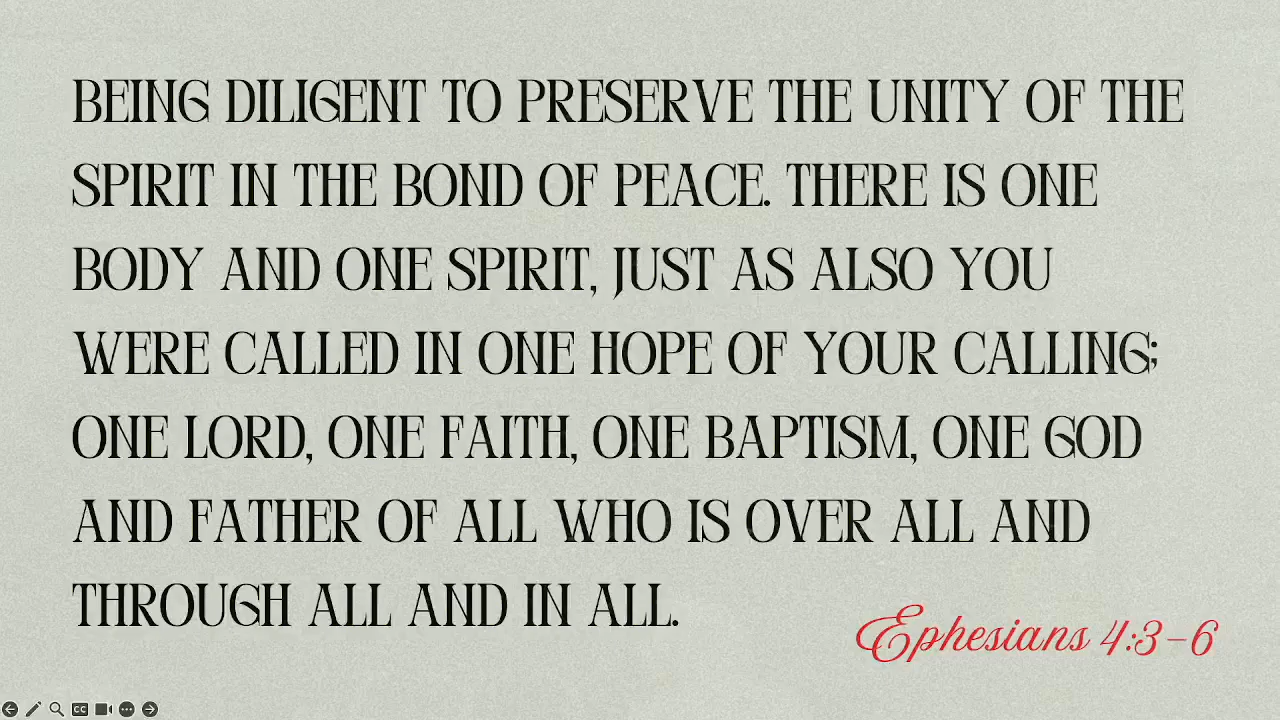 BEING DILIGENT TO PRESERVE THE UNITY OF THE
SPIRIT IN THE BOND OF PEACE. THERE IS ONE
BODY AND ONE SPIRIT, JUST AS ALSO YOU
WERE CALLED IN ONE HOPE OF YOUR CALLING;
ONE LORD, ONE FAITH, ONE BAPTISM, ONE GOD
AND FATHER OF ALL WHO IS OVER ALL AND
THROUGH ALL AND IN ALL.
Ephesians 4:3–6
CC